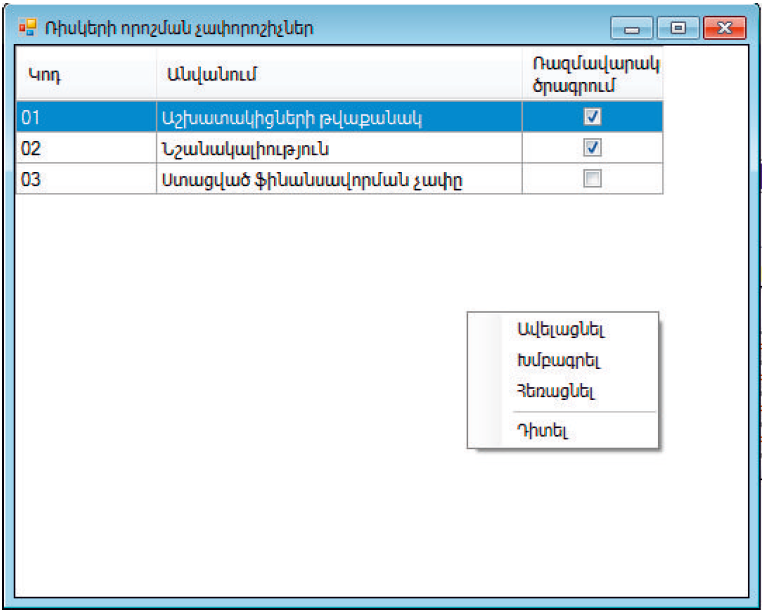 Ռիսկերի որոշման չափորոշիչներ
Կոդ Անվանում Ռազմավարակ
ծրագրում
01 Աշխատակիցների թվաքանակ
02 Նշանակալիություն
03 Ստացված ֆինանսավորման չափը
Ավելացնել
Խմբագրել
Հեռացնել
Դիտել